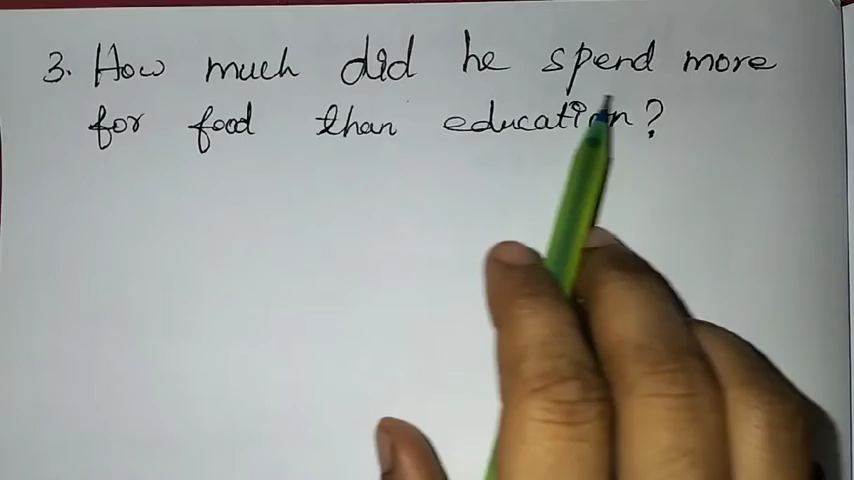 3. How much did he spend more
for food than education?